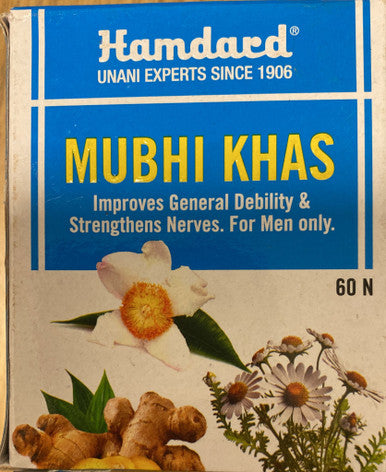 Hamdard®
UNANI EXPERTS SINCE 1906
MUBHI KHAS
Improves General Debility &
Strengthens Nerves. For Men only.
60 N